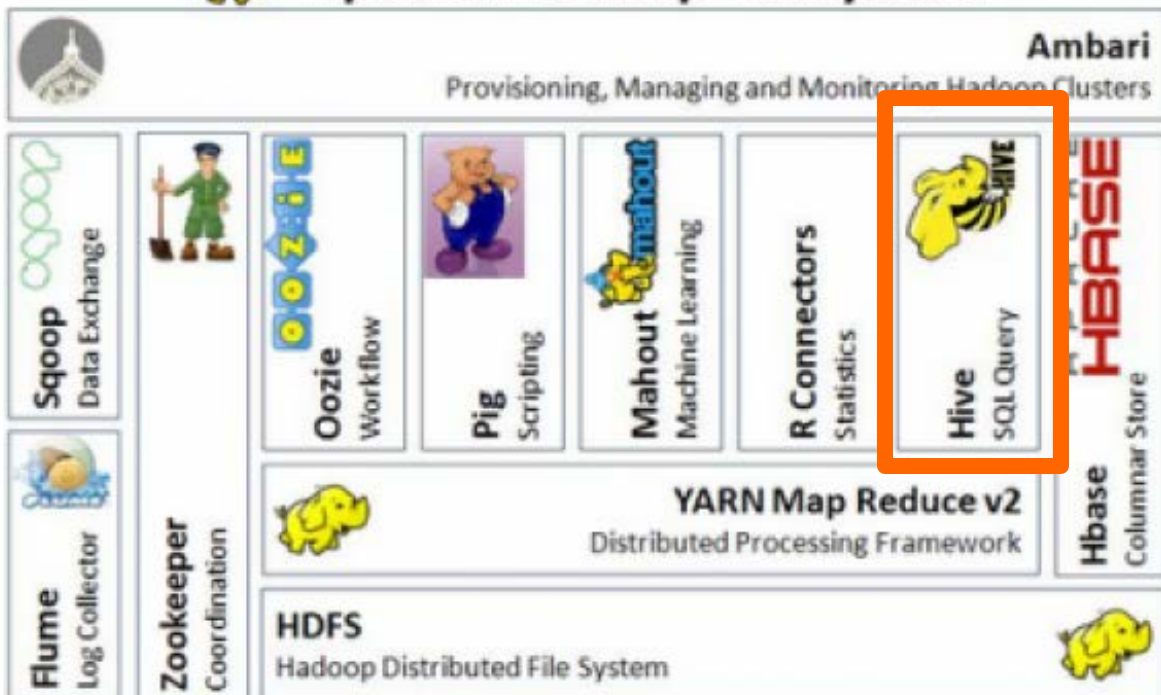 Ambari
Provisioning, Managing and Monitoring Hadoop Clusters
Sqoop
Data Exchange
Flume
Log Collector
Zookeeper
Coordination
OOZIE
Oozie
Workflow
Pig
Scripting
mahout
Mahout
Machine Learning
R Connectors
Statistics
HIVE
Hive
SQL Query
HBASE
Hbase
Columnar Store
YARN Map Reduce v2
Distributed Processing Framework
HDFS
Hadoop Distributed File System